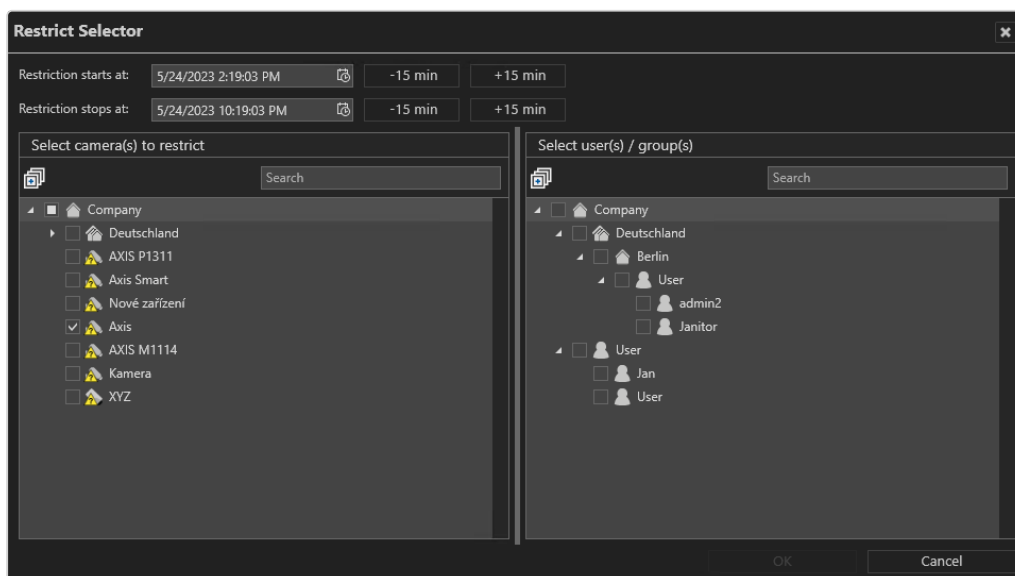 Restrict Selector
Restriction starts at: 5/24/2023 2:19:03 PM -15 min +15 min
Restriction stops at: 5/24/2023 10:19:03 PM -15 min +15 min
Select camera(s) to restrict
Search
Company
Deutschland
AXIS P1311
Axis Smart
Nové zařízení
Axis
AXIS M1114
Kamera
XYZ
Select user(s) / group(s)
Search
Company
Deutschland
Berlin
User
admin2
Janitor
User
Jan
User
OK Cancel